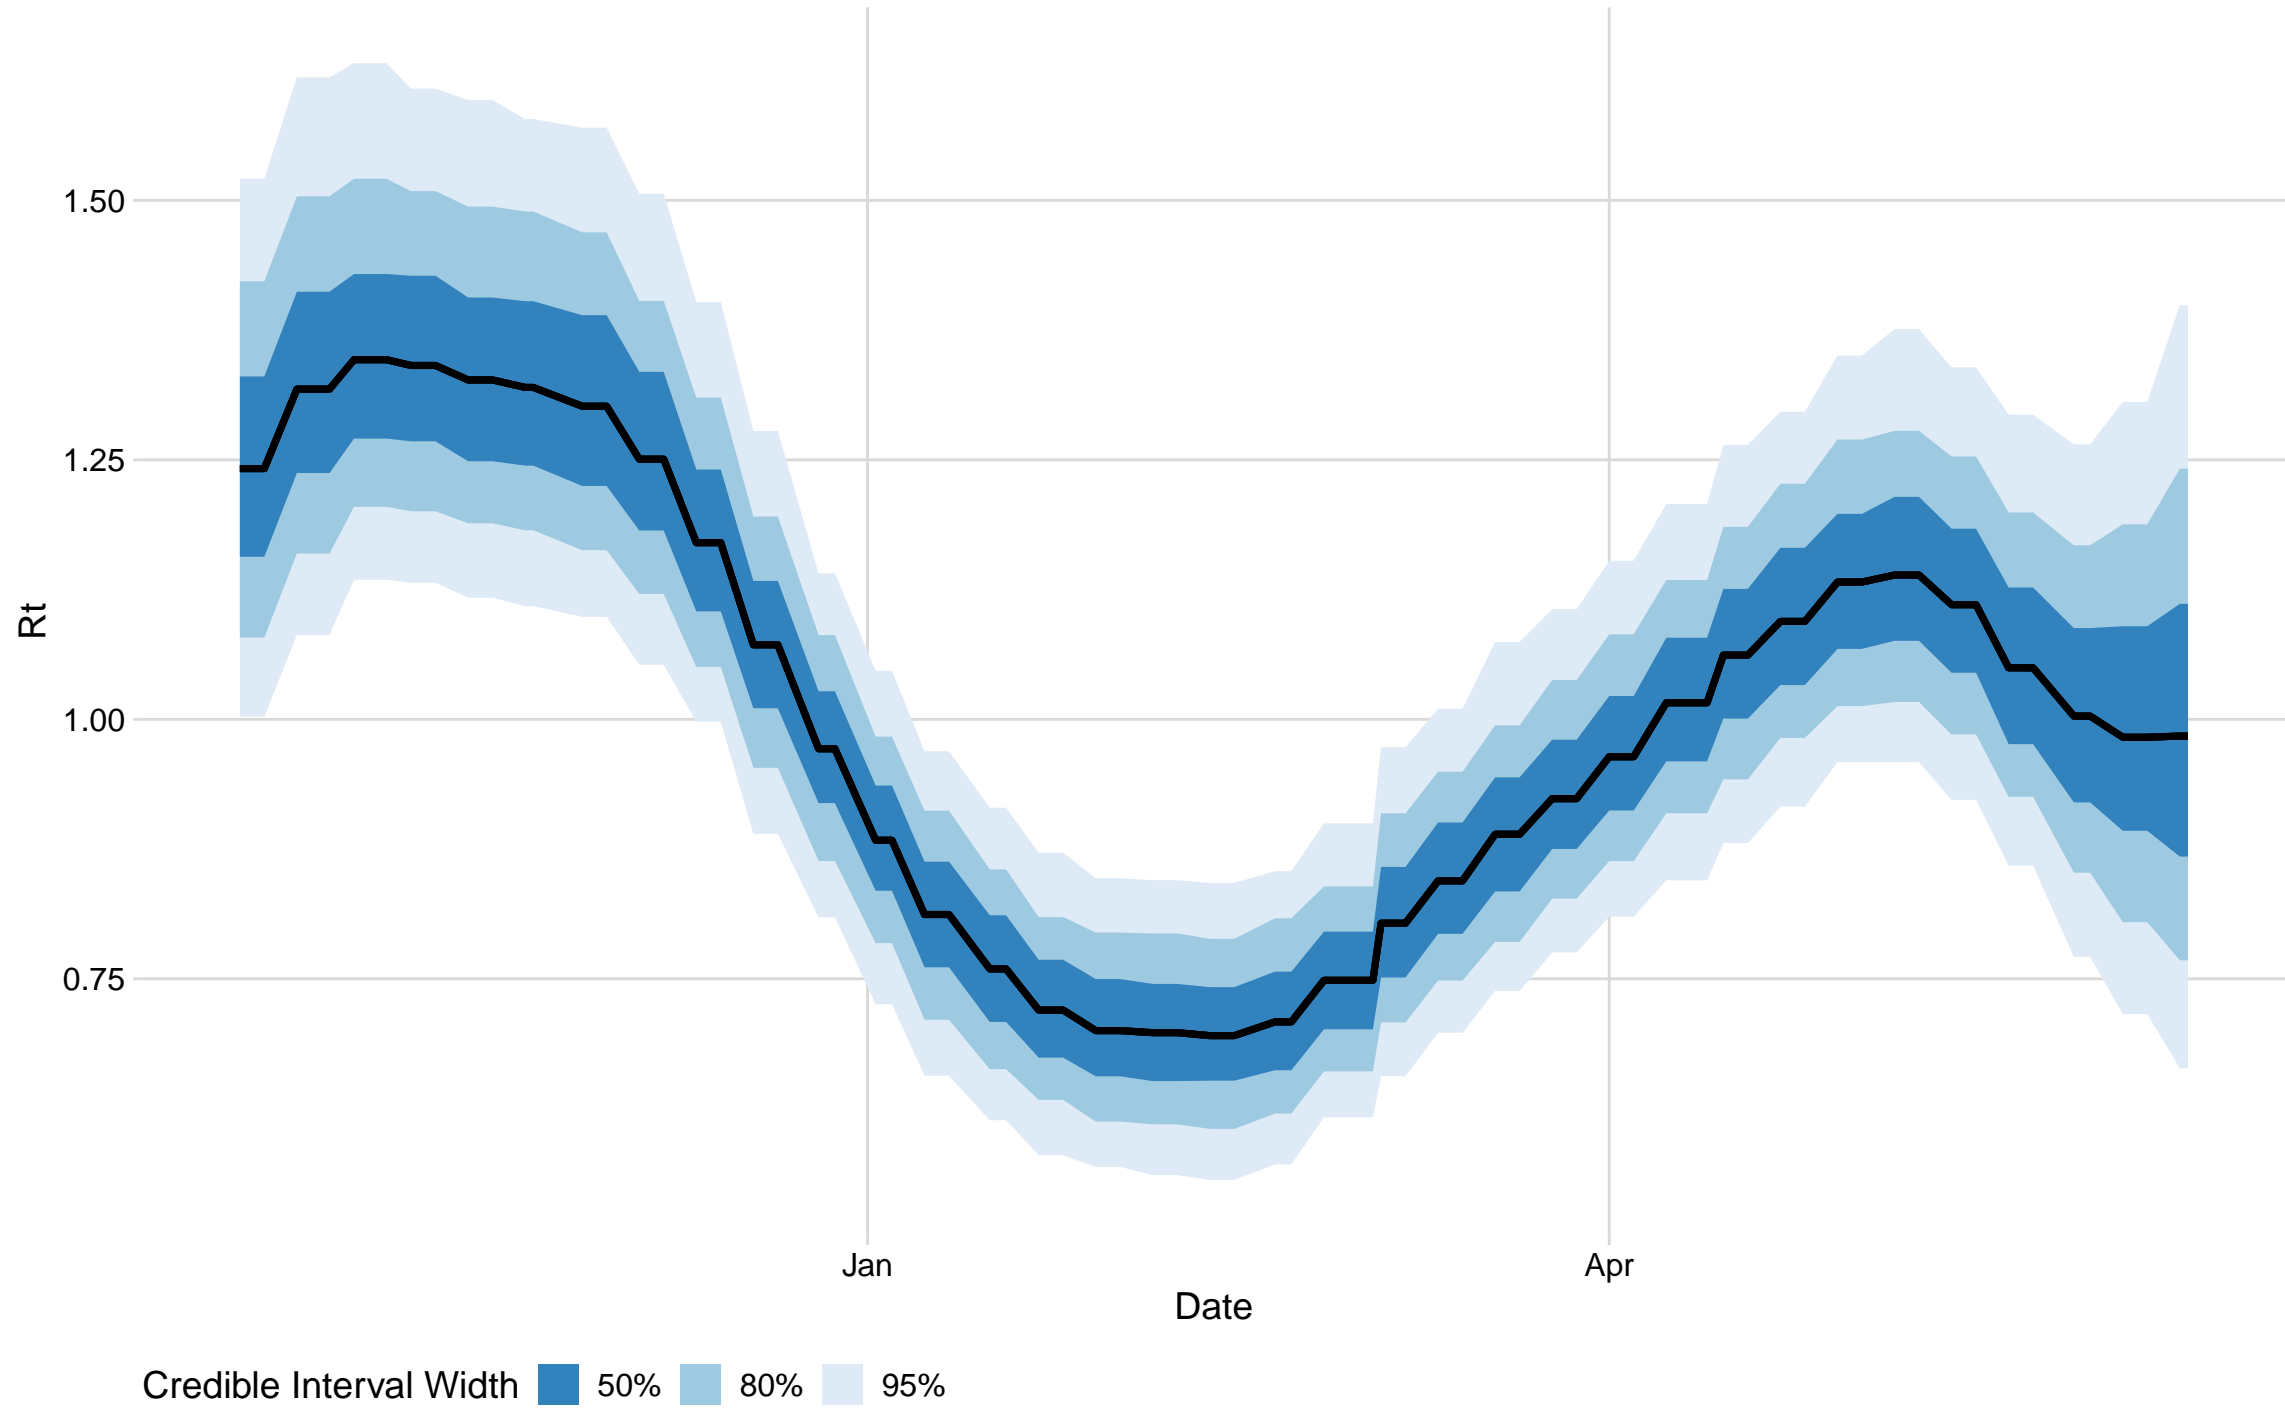 1.50
1.25
1.00
0.75
Rt
Jan Apr
Date
Credible Interval Width 50% 80% 95%